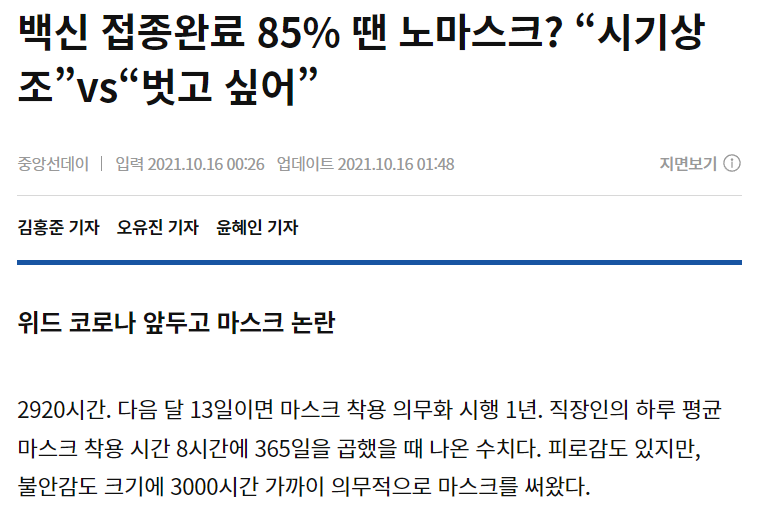 백신 접종완료 85% 땐 노마스크? “시기상
조”vs“벗고 싶어”
중앙선데이 | 입력 2021.10.16 00:26 업데이트 2021.10.16 01:48 지면보기
김홍준 기자 오유진 기자 윤혜인 기자
위드 코로나 앞두고 마스크 논란
2920시간. 다음 달 13일이면 마스크 착용 의무화 시행 1년. 직장인의 하루 평균
마스크 착용 시간 8시간에 365일을 곱했을 때 나온 수치다. 피로감도 있지만,
불안감도 크기에 3000시간 가까이 의무적으로 마스크를 써왔다.